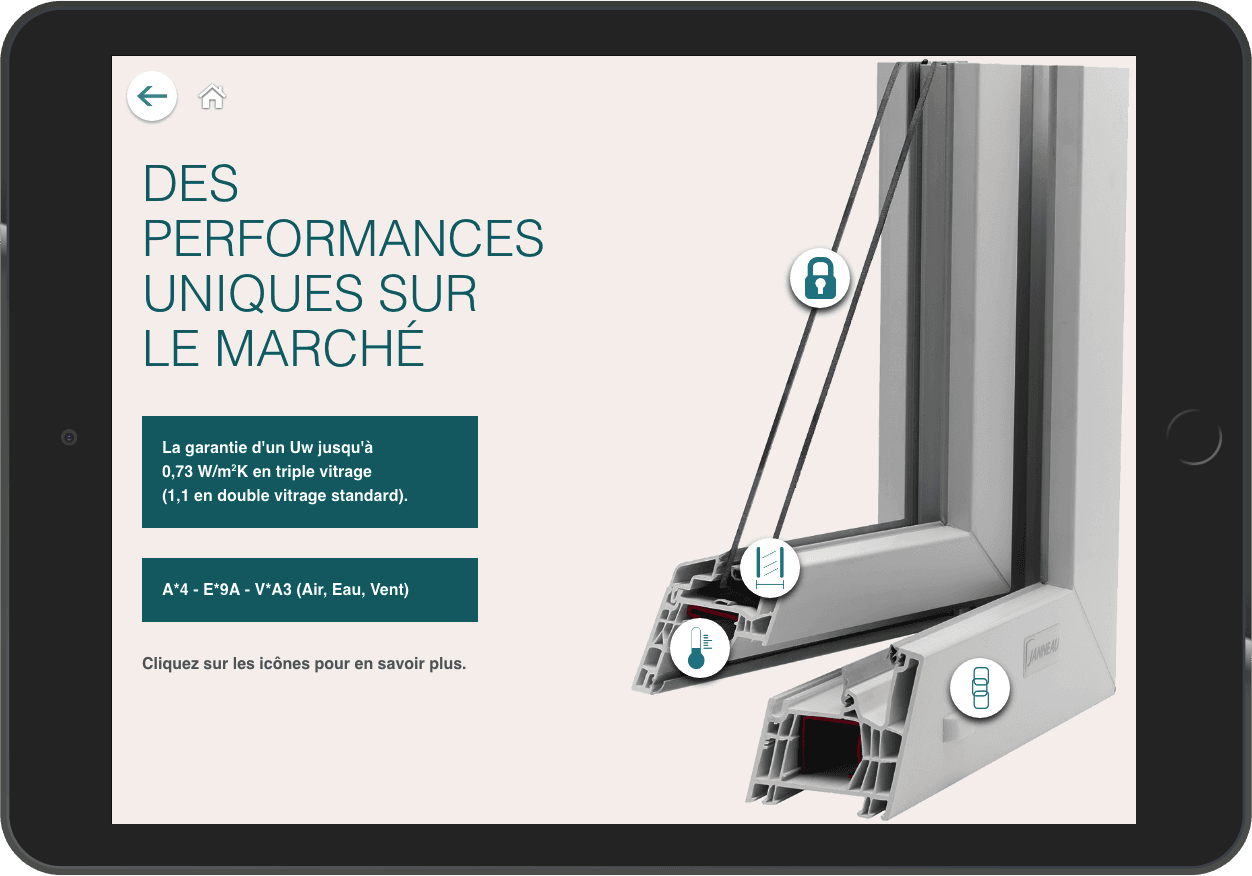 DES
PERFORMANCES
UNIQUES SUR
LE MARCHÉ
La garantie d'un Uw jusqu'à
0,73 W/m²K en triple vitrage
(1,1 en double vitrage standard).
A*4 - E*9A - V*A3 (Air, Eau, Vent)
Cliquez sur les icônes pour en savoir plus.
JANNEAU